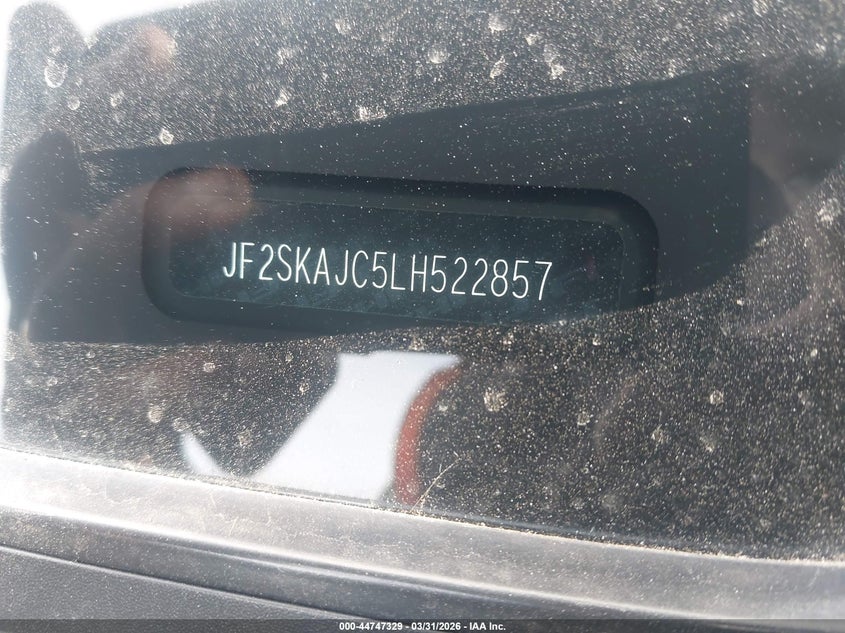 JF2SKAJC5LH522857
000-44747329 - 03/31/2026 - IAA Inc.